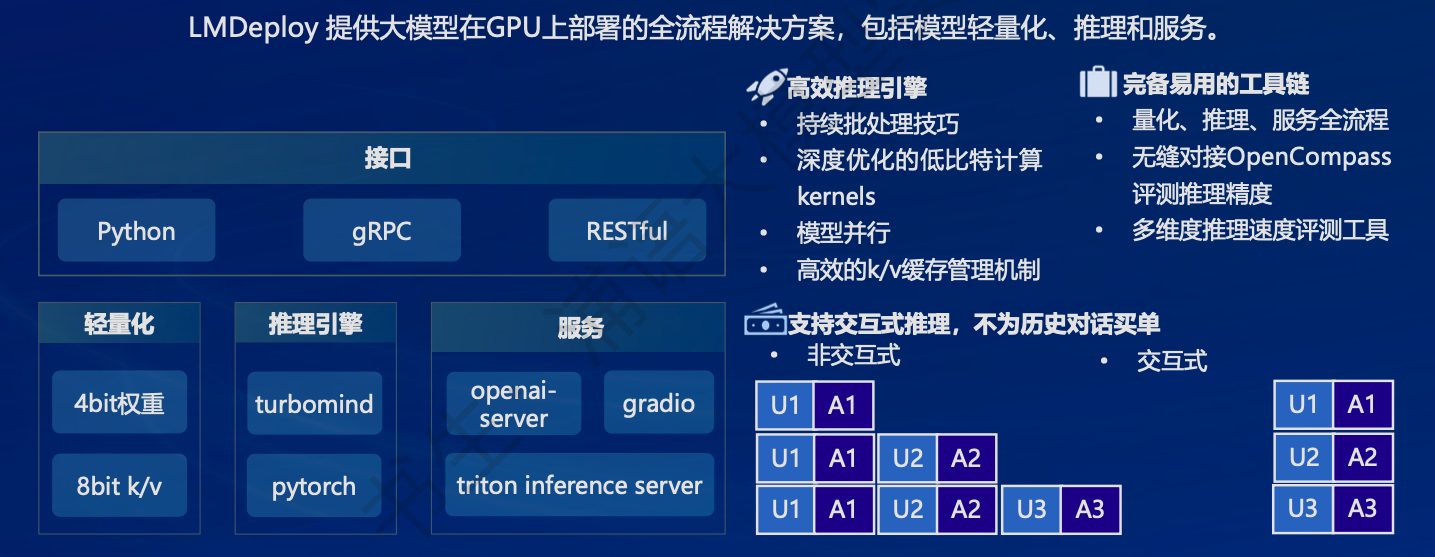 LMDeploy 提供大模型在GPU上部署的全流程解决方案，包括模型轻量化、推理和服务。
接口
Python
gRPC
RESTful
轻量化
4bit权重
8bit k/v
推理引擎
turbomind
pytorch
服务
openai-
server
gradio
triton inference server
高效推理引擎
• 持续批处理技巧
• 深度优化的低比特计算
kernels
• 模型并行
• 高效的k/v缓存管理机制
完备易用的工具链
• 量化、推理、服务全流程
• 无缝对接OpenCompass
评测推理精度
• 多维度推理速度评测工具
支持交互式推理，不为历史对话买单
• 非交互式
U1 A1
U1 A1 U2 A2
U1 A1 U2 A2 U3 A3
• 交互式
U1 A1
U2 A2
U3 A3